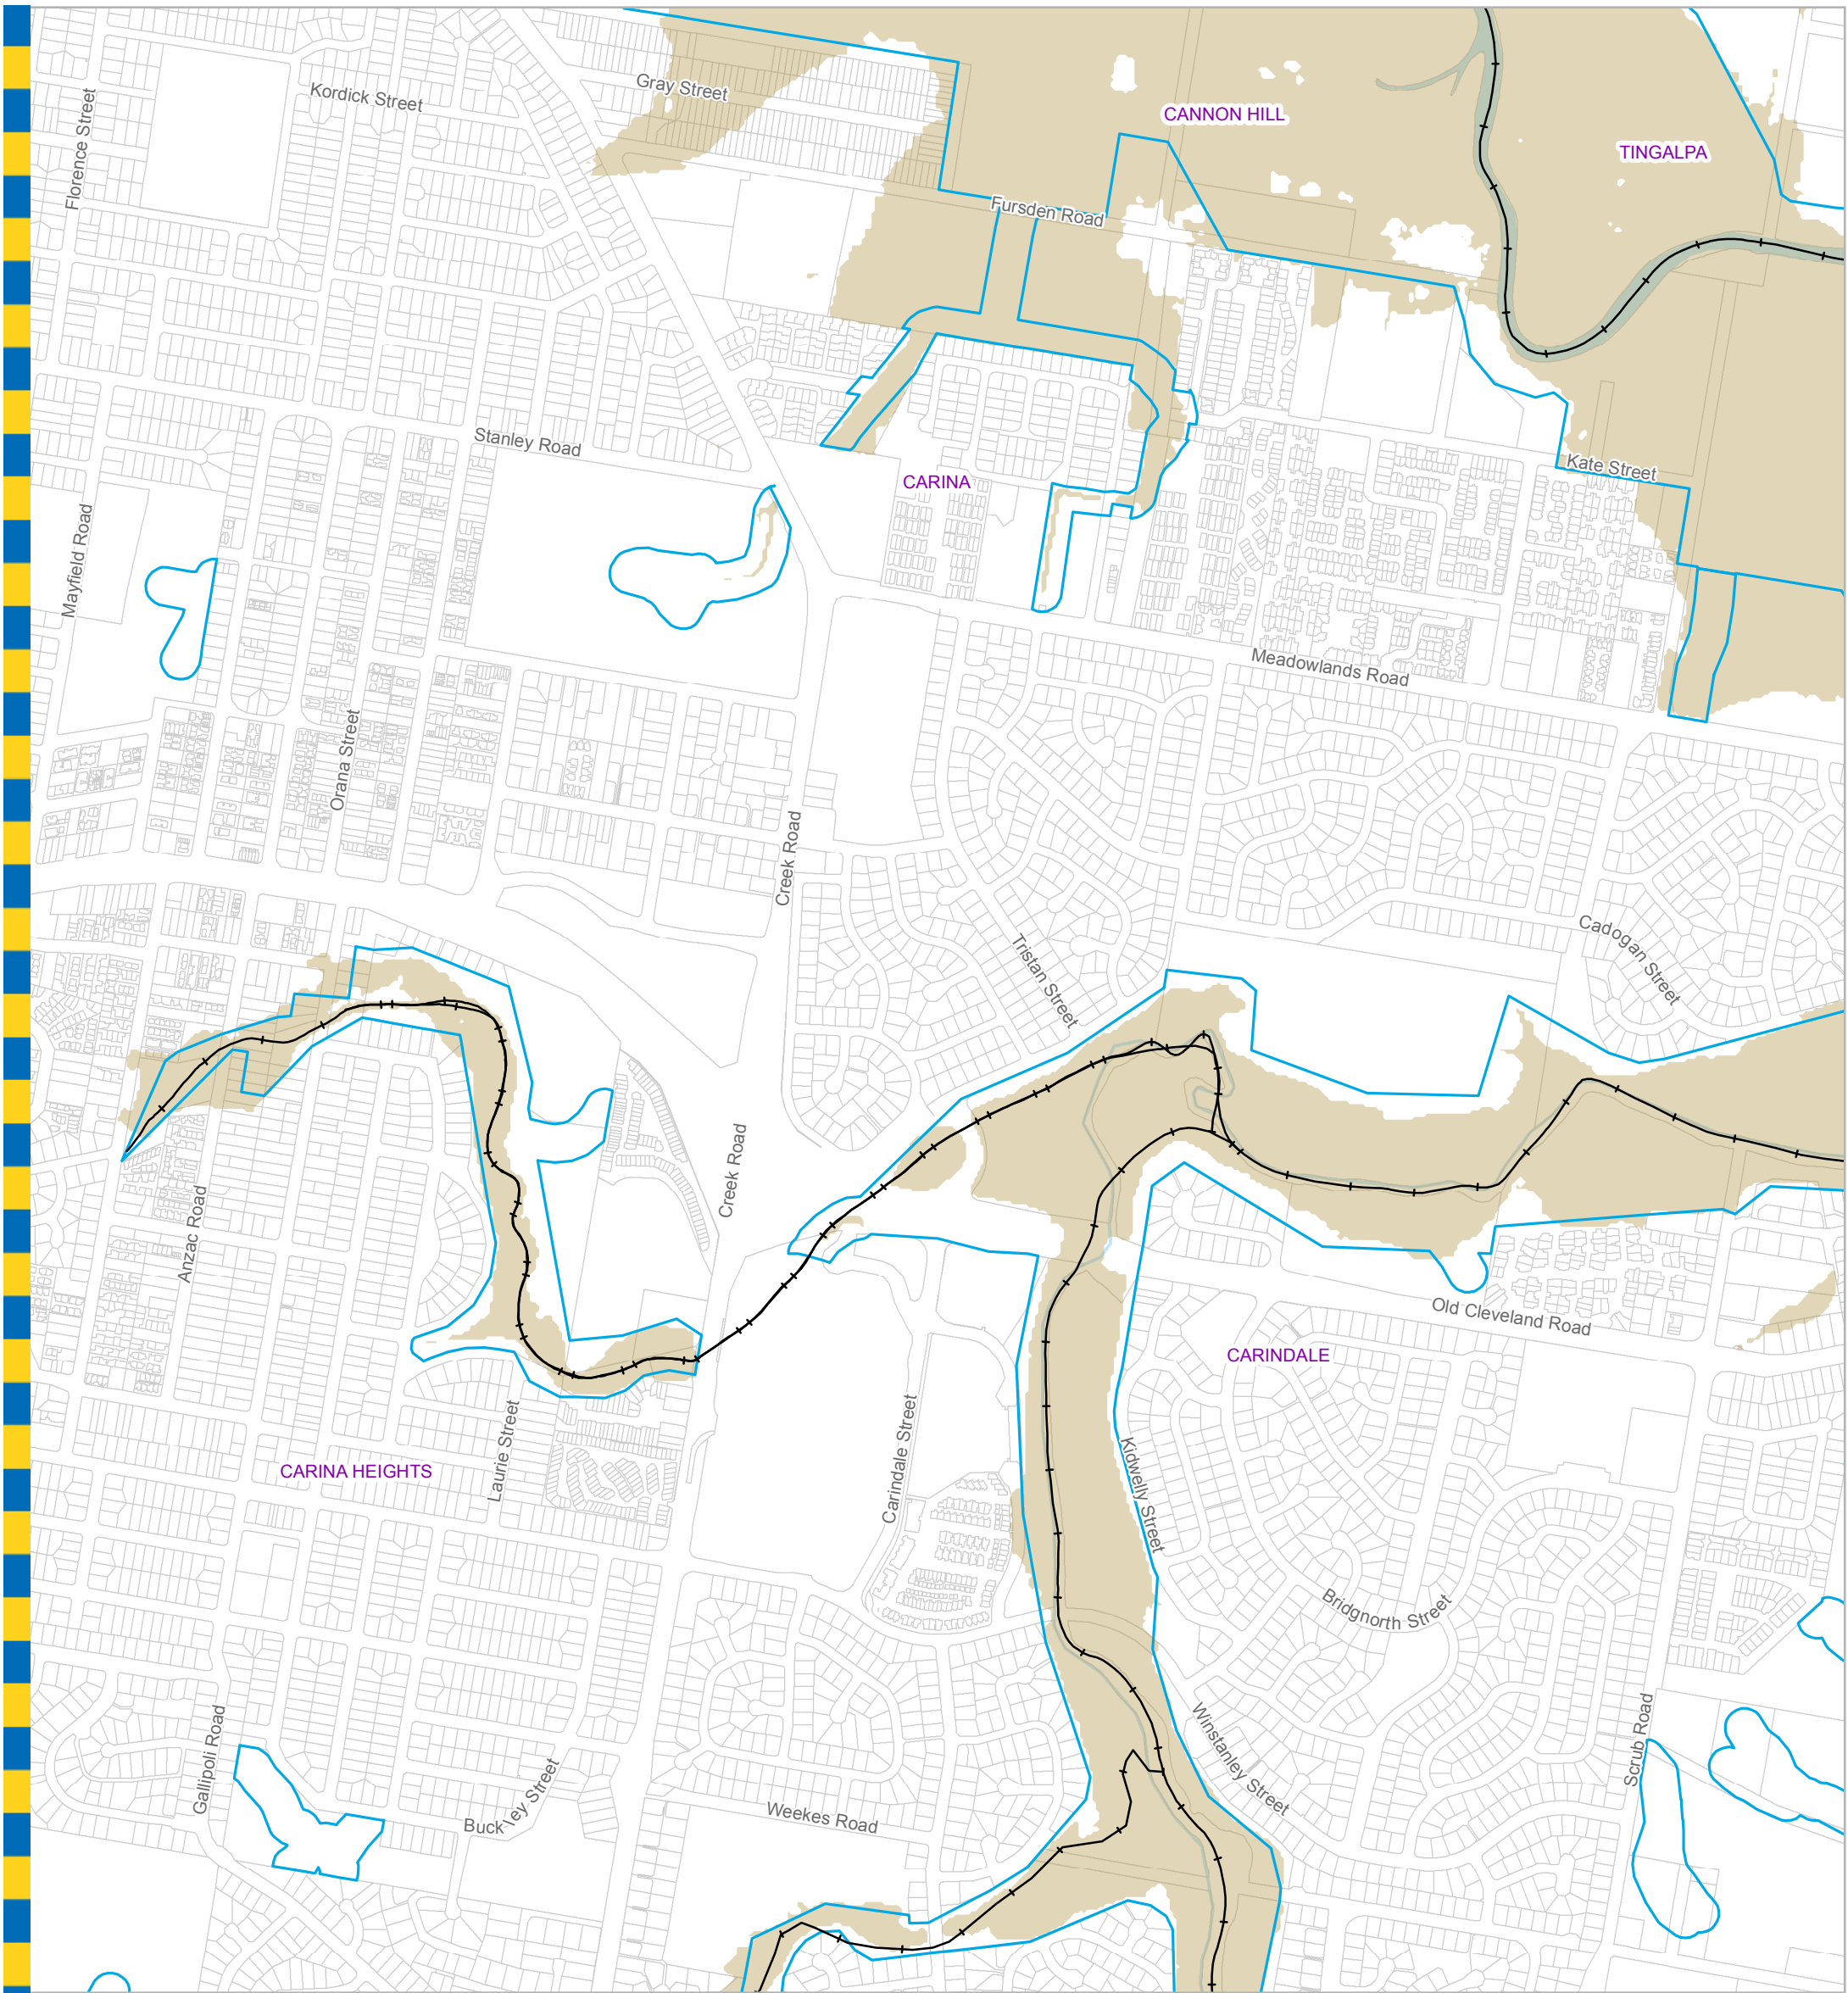 Gray Street
Kordick Street
CANNON HILL
Florence Street
TINGALPA
Fursden Road
Stanley Road
Kate Street
CARINA
Mayfield Road
Meadowlands Road
Orana Street
Creek Road
Cadogan Street
Tristan Street
Creek Road
Anzac Road
Old Cleveland Road
CARINDALE
Carindale Street
Laurie Street
CARINA HEIGHTS
Kidwelly Street
Bridgnorth Street
Scrub Road
Winstanley Street
Gallipoli Road
Buckley Street
Weekes Road